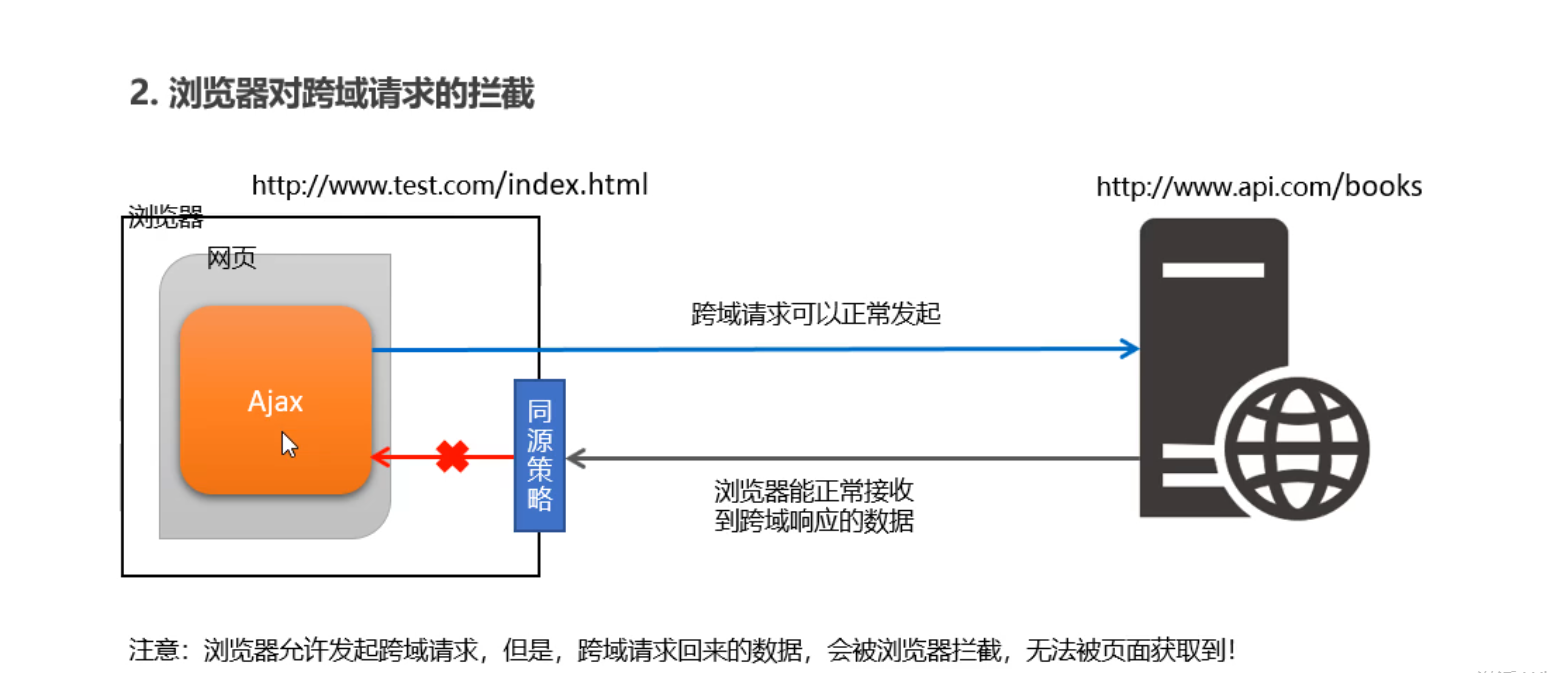 2. 浏览器对跨域请求的拦截
http://www.test.com/index.html
http://www.api.com/books
浏览器
网页
跨域请求可以正常发起
Ajax
同源策略
浏览器能正常接收
到跨域响应的数据
注意：浏览器允许发起跨域请求，但是，跨域请求回来的数据，会被浏览器拦截，无法被页面获取到！